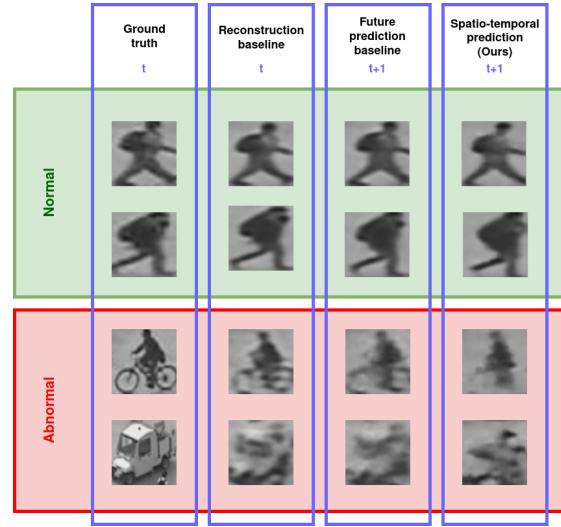 Ground
truth
t
Reconstruction
baseline
t
Future
prediction
baseline
t+1
Spatio-temporal
prediction
(Ours)
t+1
Normal
Abnormal